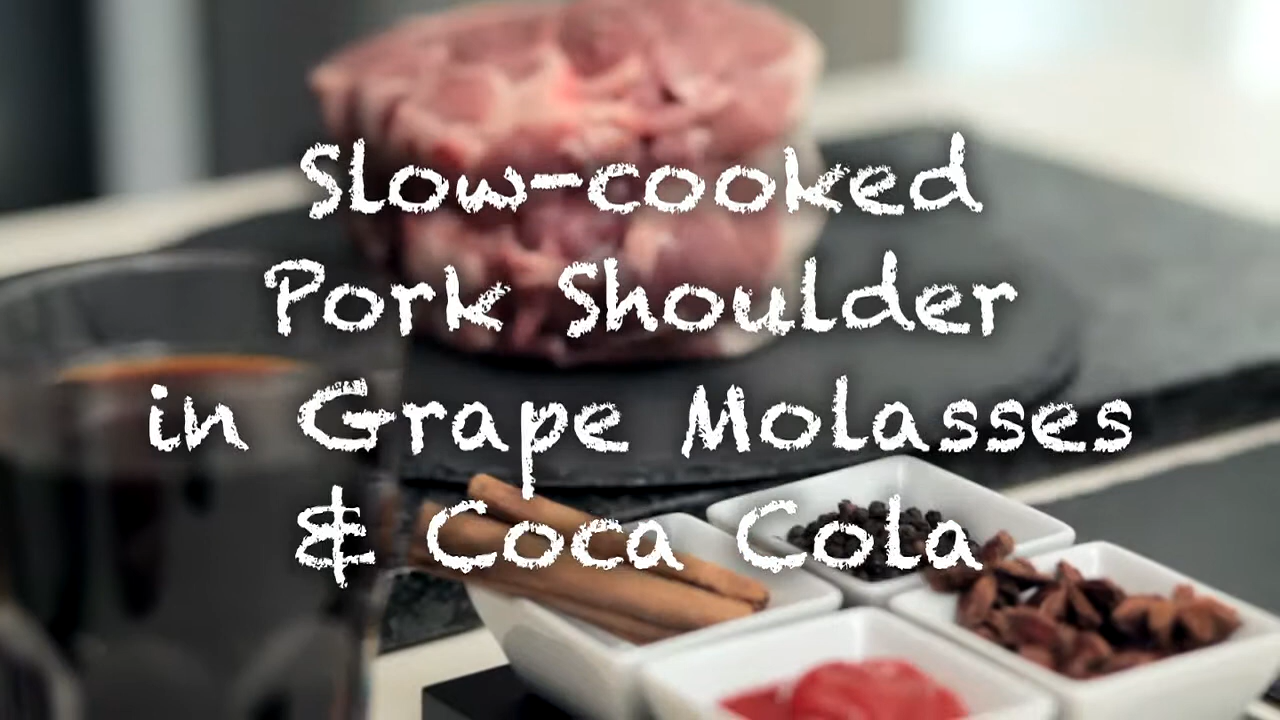 Slow-cooked
Pork Shoulder
in Grape Molasses
& Coca Cola